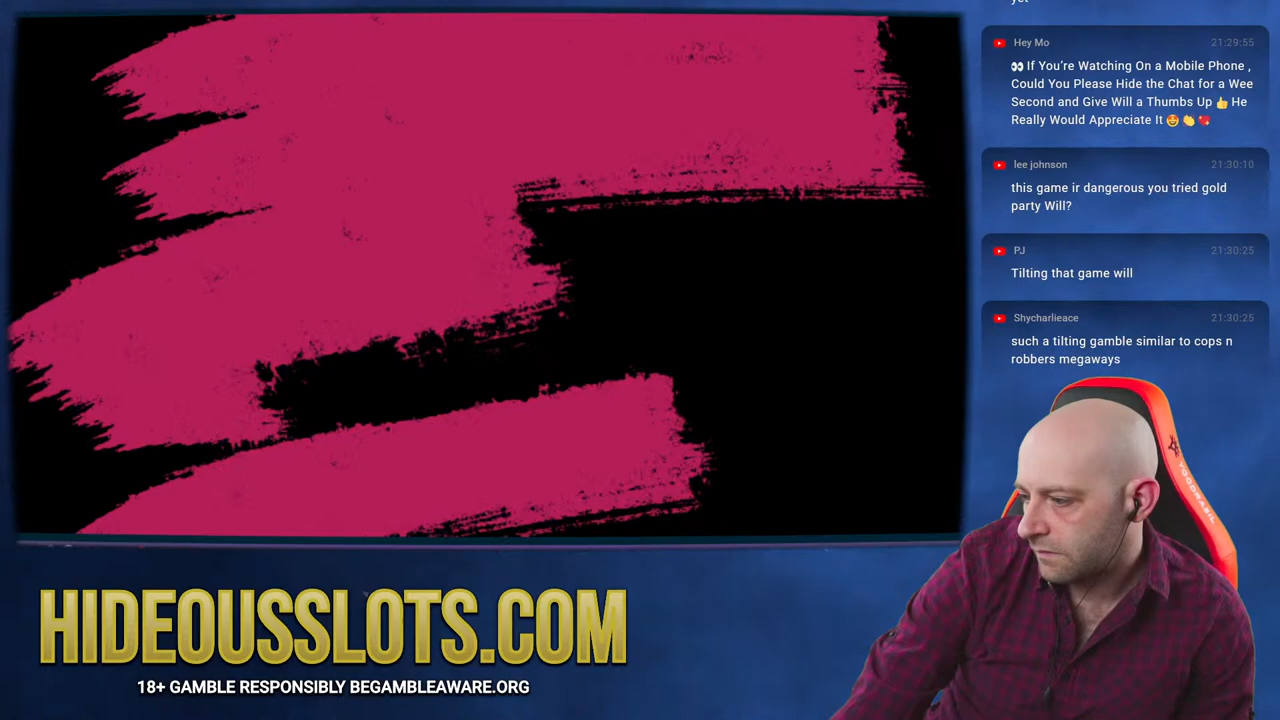 yet
Hey Mo 21:29:55
👀 If You’re Watching On a Mobile Phone ,
Could You Please Hide the Chat for a Wee
Second and Give Will a Thumbs Up 👍 He
Really Would Appreciate It 🤩 👏 💘
lee johnson 21:30:10
this game ir dangerous you tried gold
party Will?
PJ 21:30:25
Tilting that game will
Shycharlieace 21:30:25
such a tilting gamble similar to cops n
robbers megaways
YOGDRASIL
HIDEOUSSLOTS.COM
18+ GAMBLE RESPONSIBLY BEGAMBLEAWARE.ORG